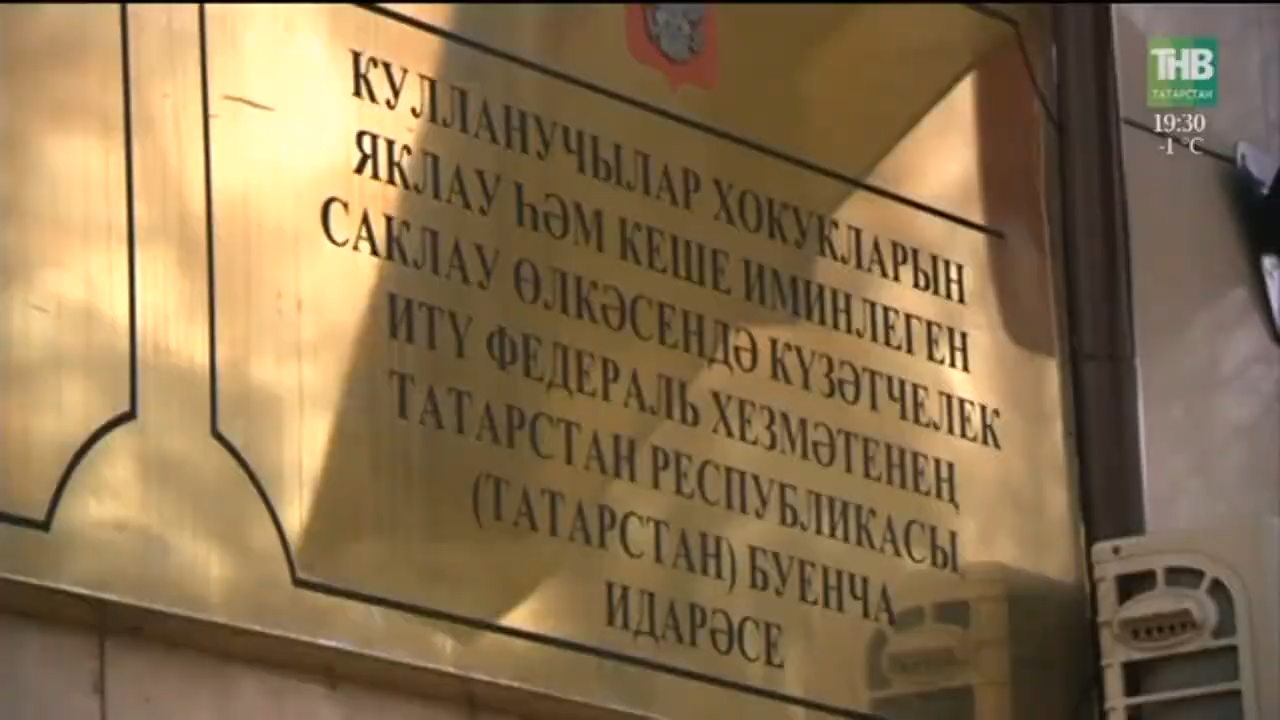 КУЛЛАНУЧЫЛАР ХОКУКЛАРЫН
ЯКЛАУ ҺӘМ КЕШЕ ИМИНЛЕГЕН
САКЛАУ ӨЛКӘСЕНДӘ КҮЗӘТЧЕЛЕК
ИТҮ ФЕДЕРАЛЬ ХЕЗМӘТЕНЕҢ
ТАТАРСТАН РЕСПУБЛИКАСЫ
(ТАТАРСТАН) БУЕНЧА
ИДАРӘСЕ
ТНВ
ТАТАРСТАН
19:30
-1 °C